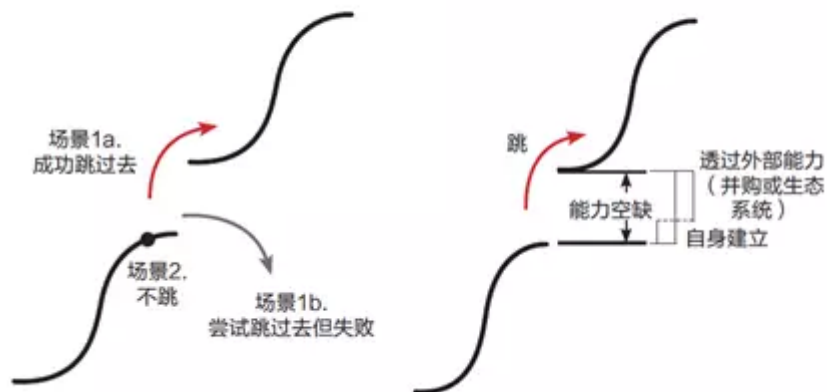 场景1a.
成功跳过去
场景2.
不跳
场景1b.
尝试跳过去但失败
跳
能力空缺
透过外部能力
（并购或生态
系统）
自身建立